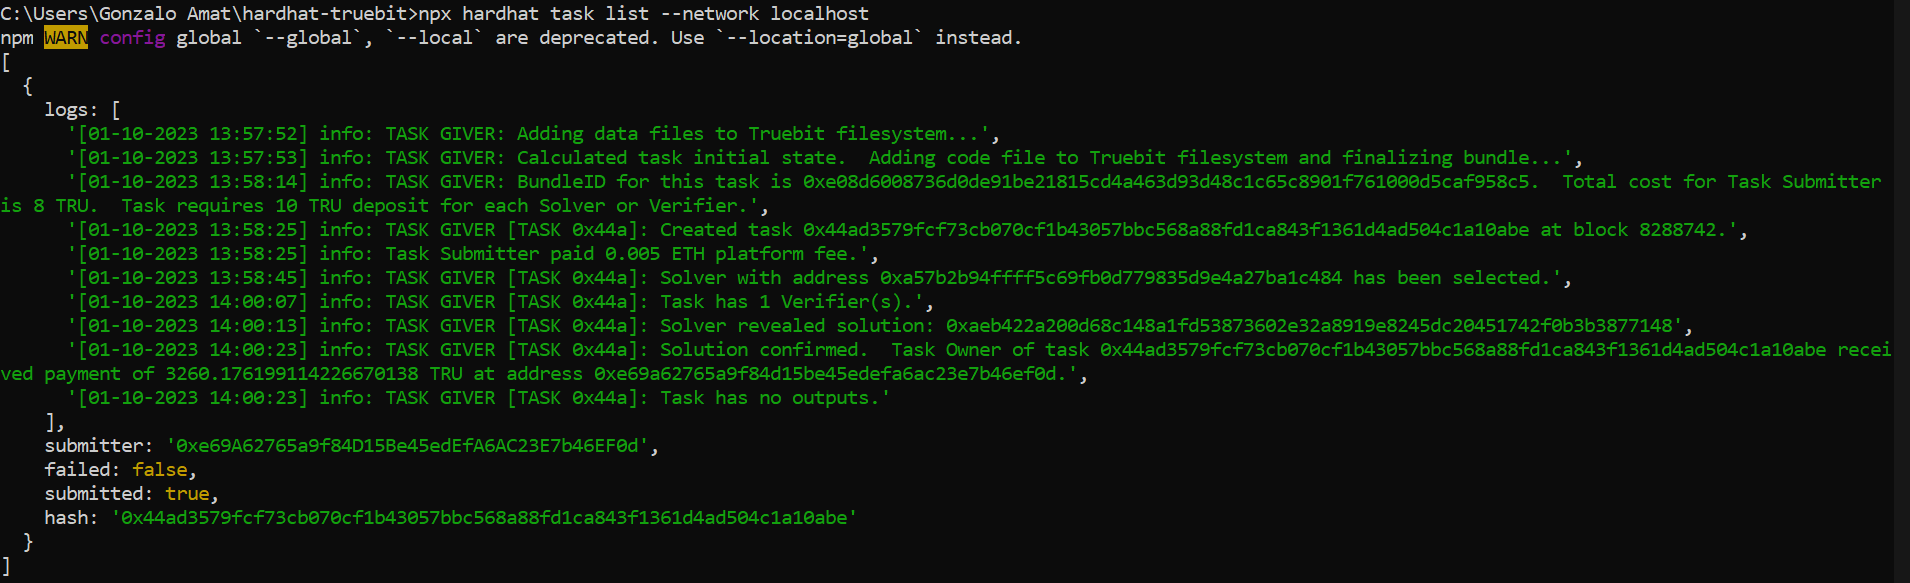 C:\Users\Gonzalo Amat\hardhat-truebit>npx hardhat task list --network localhost
npm WARN config global `--global`, `--local` are deprecated. Use `--location=global` instead.
[
  {
    logs: [
      '[01-10-2023 13:57:52] info: TASK GIVER: Adding data files to Truebit filesystem...',
      '[01-10-2023 13:57:53] info: TASK GIVER: Calculated task initial state.  Adding code file to Truebit filesystem and finalizing bundle...',
      '[01-10-2023 13:58:14] info: TASK GIVER: BundleID for this task is 0xe08d6008736d0de91be21815cd4a463d93d48c1c65c8901f761000d5caf958c5.  Total cost for Task Submitter
is 8 TRU.  Task requires 10 TRU deposit for each Solver or Verifier.',
      '[01-10-2023 13:58:25] info: TASK GIVER [TASK 0x44a]: Created task 0x44ad3579fcf73cb070cf1b43057bbc568a88fd1ca843f1361d4ad504c1a10abe at block 8288742.',
      '[01-10-2023 13:58:25] info: Task Submitter paid 0.005 ETH platform fee.',
      '[01-10-2023 13:58:45] info: TASK GIVER [TASK 0x44a]: Solver with address 0xa57b2b94ffff5c69fb0d779835d9e4a27ba1c484 has been selected.',
      '[01-10-2023 14:00:07] info: TASK GIVER [TASK 0x44a]: Task has 1 Verifier(s).',
      '[01-10-2023 14:00:13] info: TASK GIVER [TASK 0x44a]: Solver revealed solution: 0xaeb422a200d68c148a1fd53873602e32a8919e8245dc20451742f0b3b3877148',
      '[01-10-2023 14:00:23] info: TASK GIVER [TASK 0x44a]: Solution confirmed.  Task Owner of task 0x44ad3579fcf73cb070cf1b43057bbc568a88fd1ca843f1361d4ad504c1a10abe recei
ved payment of 3260.176199114226670138 TRU at address 0xe69a62765a9f84d15be45edefa6ac23e7b46ef0d.',
      '[01-10-2023 14:00:23] info: TASK GIVER [TASK 0x44a]: Task has no outputs.'
    ],
    submitter: '0xe69A62765a9f84D15Be45edEfA6AC23E7b46EF0d',
    failed: false,
    submitted: true,
    hash: '0x44ad3579fcf73cb070cf1b43057bbc568a88fd1ca843f1361d4ad504c1a10abe'
  }
]